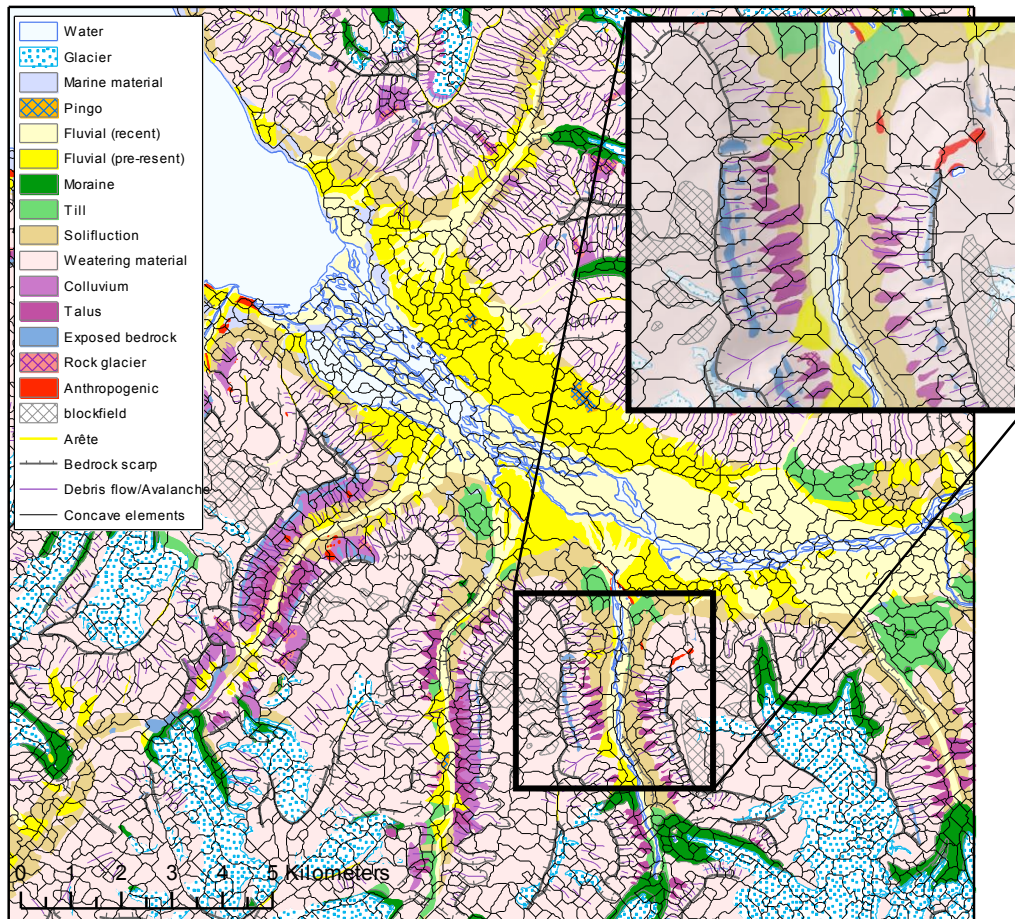 Water
Glacier
Marine material
Pingo
Fluvial (recent)
Fluvial (pre-resent)
Moraine
Till
Solifluction
Weatering material
Colluvium
Talus
Exposed bedrock
Rock glacier
Anthropogenic
blockfield
Arête
Bedrock scarp
Debris flow/Avalanche
Concave elements
0 1 2 3 4 5 Kilometers